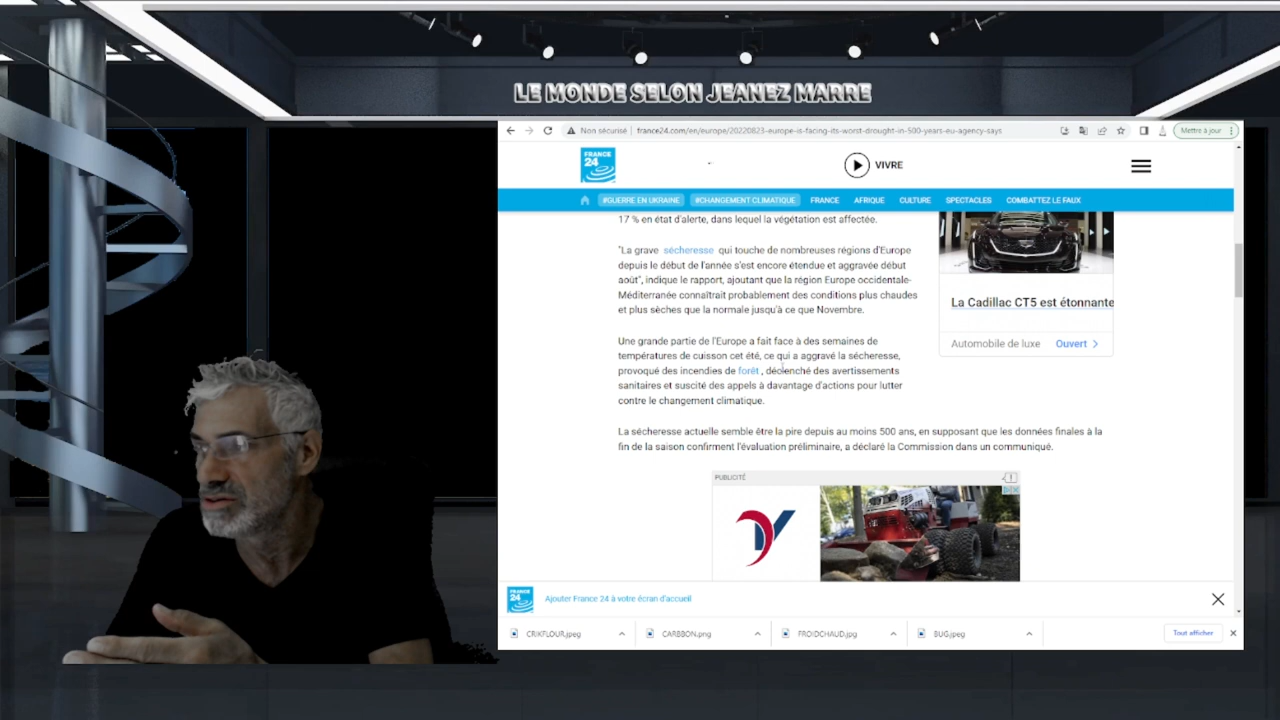 LE MONDE SELON JEANEZ MARRE
Non sécurisé | france24.com/en/europe/20220823-europe-is-facing-its-worst-drought-in-500-years-eu-agency-says
Mettre à jour
FRANCE
24
VIVRE
#GUERRE EN UKRAINE #CHANGEMENT CLIMATIQUE FRANCE AFRIQUE CULTURE SPECTACLES COMBATTEZ LE FAUX
17 % en état d'alerte, dans lequel la végétation est affectée.
"La grave sécheresse qui touche de nombreuses régions d'Europe
depuis le début de l'année s'est encore étendue et aggravée début
août", indique le rapport, ajoutant que la région Europe occidentale-
Méditerranée connaîtrait probablement des conditions plus chaudes
et plus sèches que la normale jusqu'à ce que Novembre.
La Cadillac CT5 est étonnante
Automobile de luxe Ouvert
Une grande partie de l'Europe a fait face à des semaines de
températures de cuisson cet été, ce qui a aggravé la sécheresse,
provoqué des incendies de forêt , déclenché des avertissements
sanitaires et suscité des appels à davantage d'actions pour lutter
contre le changement climatique.
La sécheresse actuelle semble être la pire depuis au moins 500 ans, en supposant que les données finales à la
fin de la saison confirment l'évaluation préliminaire, a déclaré la Commission dans un communiqué.
PUBLICITÉ
FRANCE
24
Ajouter France 24 à votre écran d'accueil
CRIKFLOUR.jpeg CARBBON.png FROIDCHAUD.jpg BUG.jpeg Tout afficher